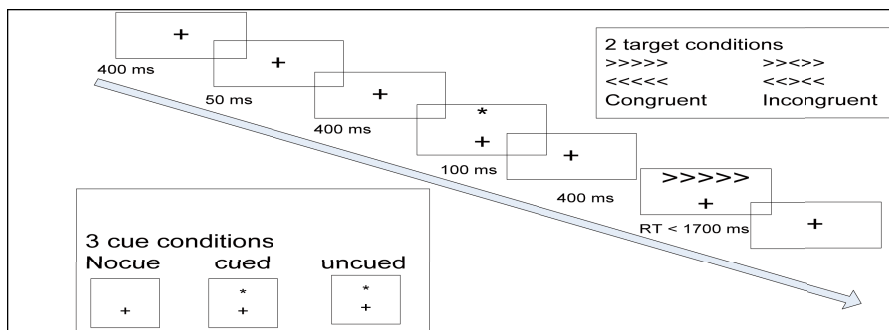 +
400 ms
+
50 ms
+
400 ms
*
+
100 ms
+
400 ms
>>>>>
+
RT < 1700 ms
+
2 target conditions
>>>>> >><>>
<<<<< <<><<
Congruent Incongruent
3 cue conditions
Nocue cued uncued
* *
+ + +